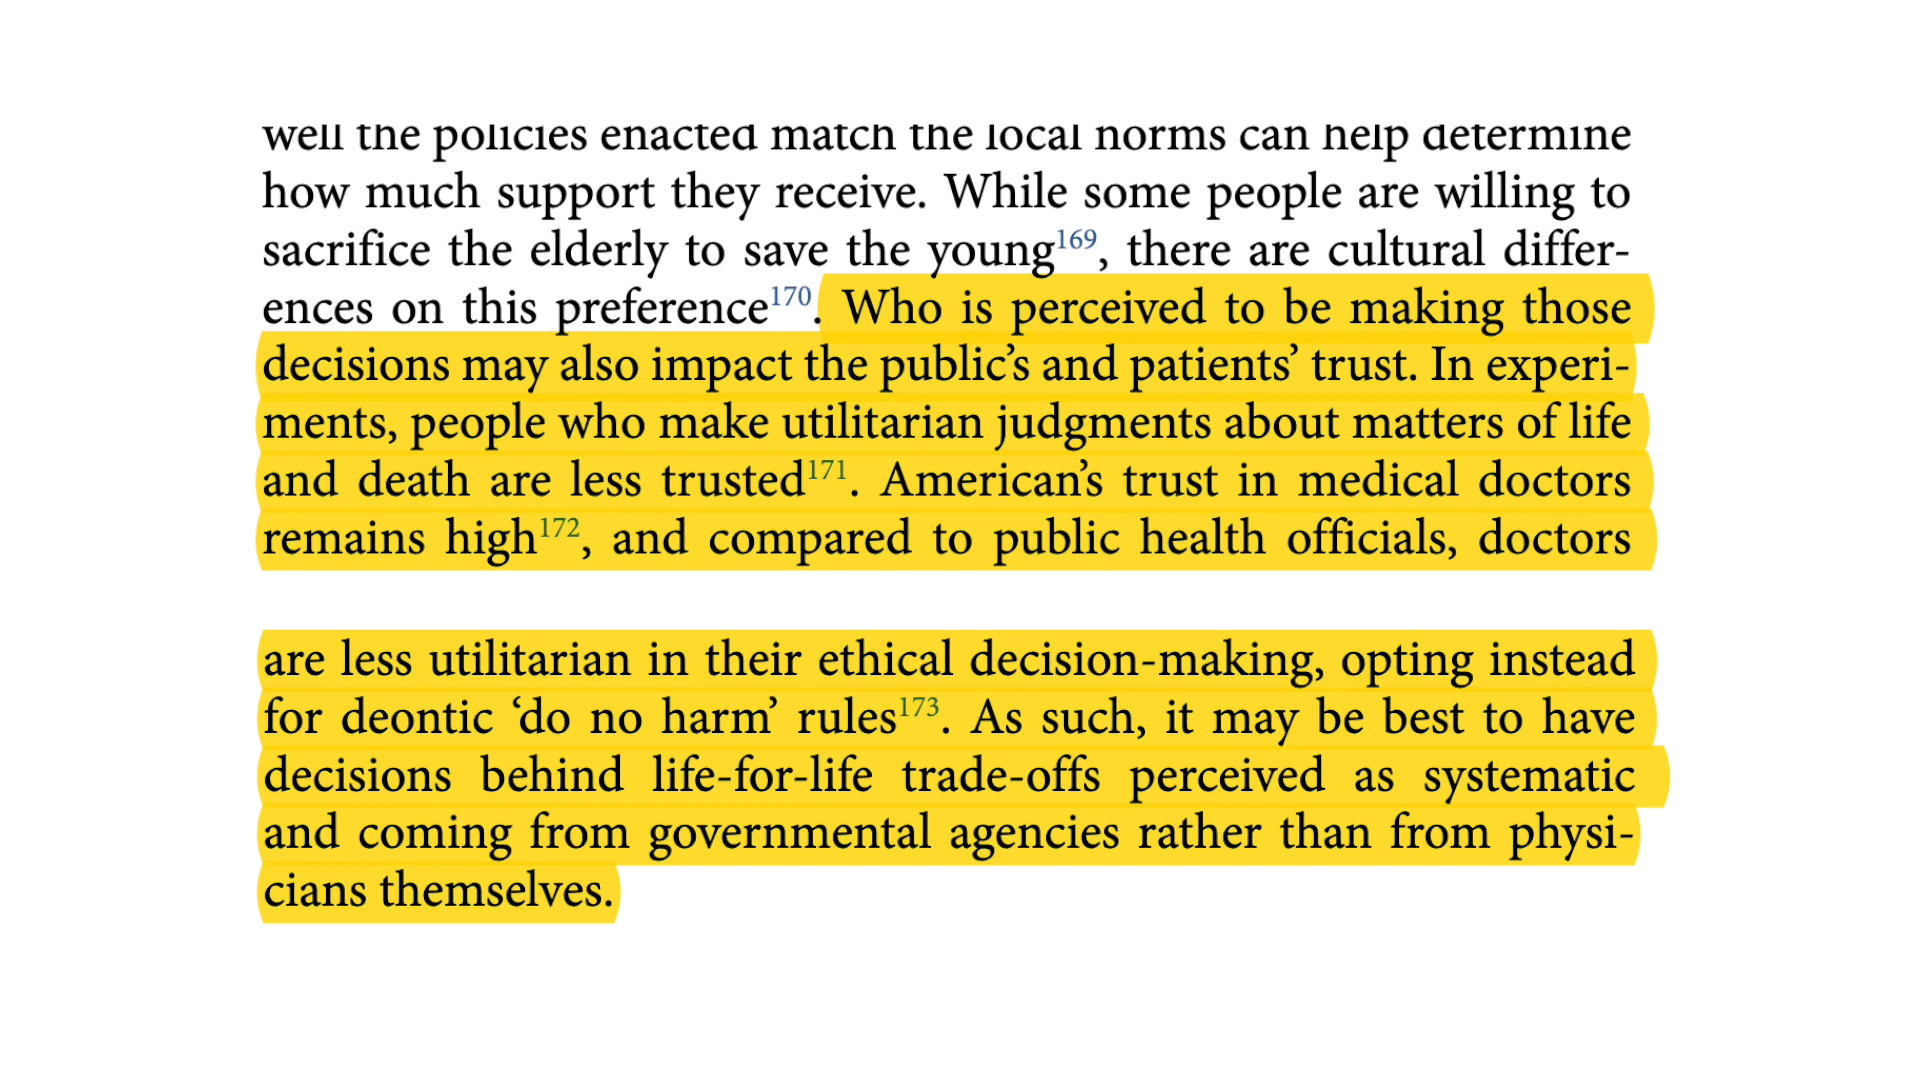 well the policies enacted match the local norms can help determine
how much support they receive. While some people are willing to
sacrifice the elderly to save the young169, there are cultural differ-
ences on this preference170. Who is perceived to be making those
decisions may also impact the public’s and patients’ trust. In experi-
ments, people who make utilitarian judgments about matters of life
and death are less trusted171. American’s trust in medical doctors
remains high172, and compared to public health officials, doctors
are less utilitarian in their ethical decision-making, opting instead
for deontic ‘do no harm’ rules173. As such, it may be best to have
decisions behind life-for-life trade-offs perceived as systematic
and coming from governmental agencies rather than from physi-
cians themselves.